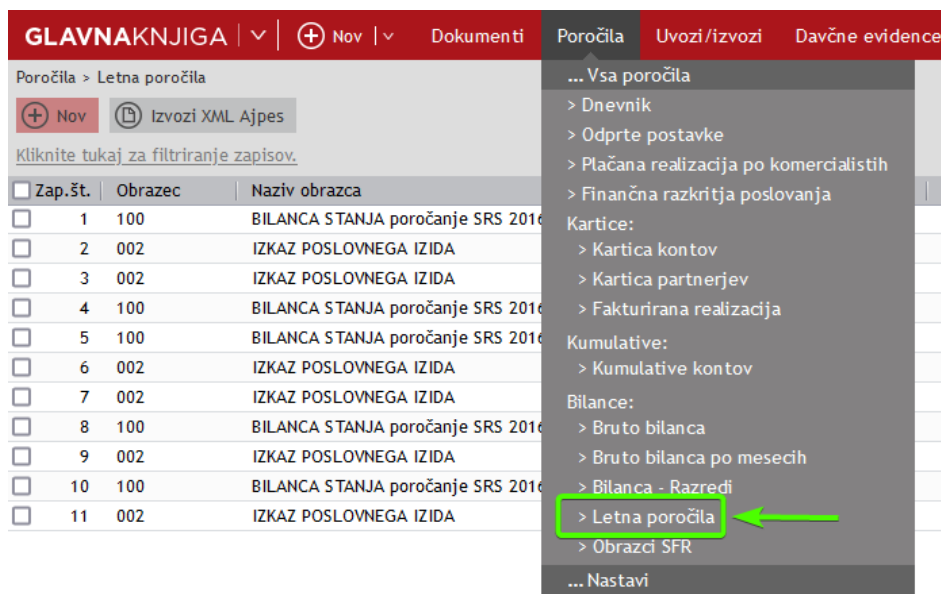 GLAVNAKNJIGA Nov Dokumenti Poročila Uvozi/izvozi Davčne evidence
Poročila > Letna poročila
Nov Izvozi XML Ajpes
Kliknite tukaj za filtriranje zapisov.
Zap.št. Obrazec Naziv obrazca
1 100 BILANCA STANJA poročanje SRS 2016
2 002 IZKAZ POSLOVNEGA IZIDA
3 002 IZKAZ POSLOVNEGA IZIDA
4 100 BILANCA STANJA poročanje SRS 2016
5 100 BILANCA STANJA poročanje SRS 2016
6 002 IZKAZ POSLOVNEGA IZIDA
7 002 IZKAZ POSLOVNEGA IZIDA
8 100 BILANCA STANJA poročanje SRS 2016
9 002 IZKAZ POSLOVNEGA IZIDA
10 100 BILANCA STANJA poročanje SRS 2016
11 002 IZKAZ POSLOVNEGA IZIDA
... Vsa poročila
> Dnevnik
> Odprte postavke
> Plačana realizacija po komercialistih
> Finančna razkritja poslovanja
Kartice:
> Kartica kontov
> Kartica partnerjev
> Fakturirana realizacija
Kumulative:
> Kumulative kontov
Bilance:
> Bruto bilanca
> Bruto bilanca po mesecih
> Bilanca - Razredi
> Letna poročila
> Obrazci SFR
... Nastavi